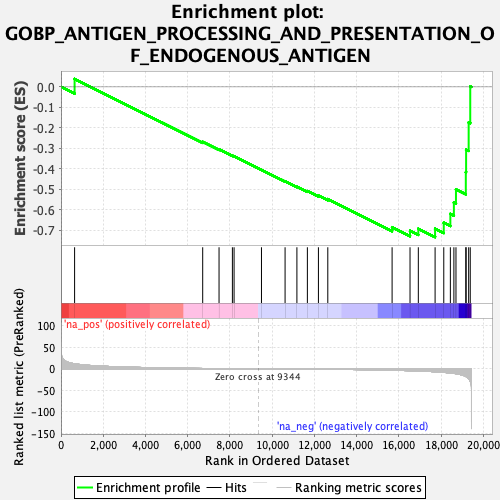 Enrichment plot:
GOBP_ANTIGEN_PROCESSING_AND_PRESENTATION_O
F_ENDOGENOUS_ANTIGEN
Enrichment score (ES)
0.0
-0.1
-0.2
-0.3
-0.4
-0.5
-0.6
-0.7
Ranked list metric (PreRanked)
'na_pos' (positively correlated)
100
50
0
-50
-100
-150
Zero cross at 9344
'na_neg' (negatively correlated)
0 2,000 4,000 6,000 8,000 10,000 12,000 14,000 16,000 18,000 20,000
Rank in Ordered Dataset
Enrichment profile Hits Ranking metric scores